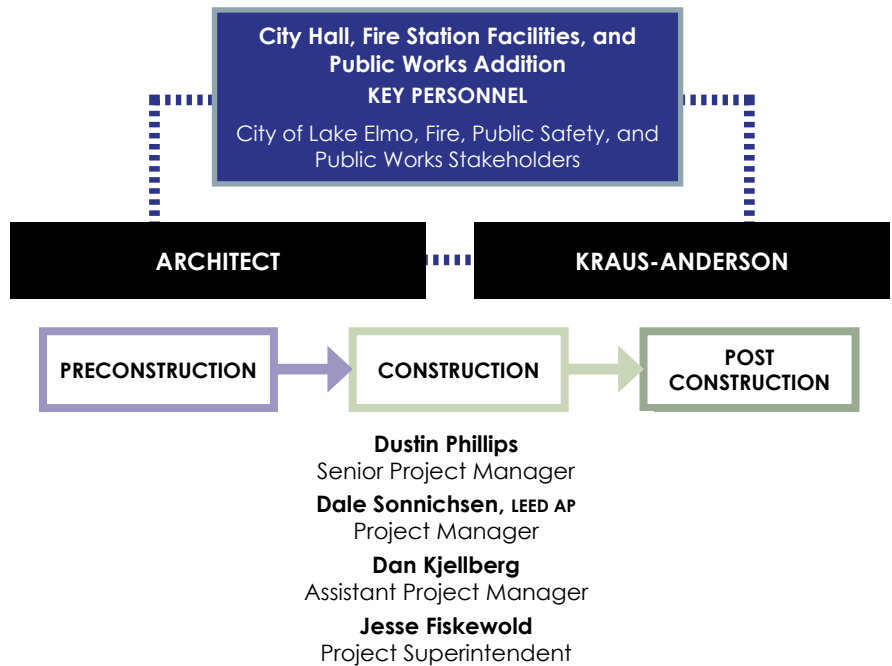 City Hall, Fire Station Facilities, and
Public Works Addition
KEY PERSONNEL
City of Lake Elmo, Fire, Public Safety, and
Public Works Stakeholders
ARCHITECT
KRAUS-ANDERSON
PRECONSTRUCTION
CONSTRUCTION
POST
CONSTRUCTION
Dustin Phillips
Senior Project Manager
Dale Sonnichsen, LEED AP
Project Manager
Dan Kjellberg
Assistant Project Manager
Jesse Fiskewold
Project Superintendent